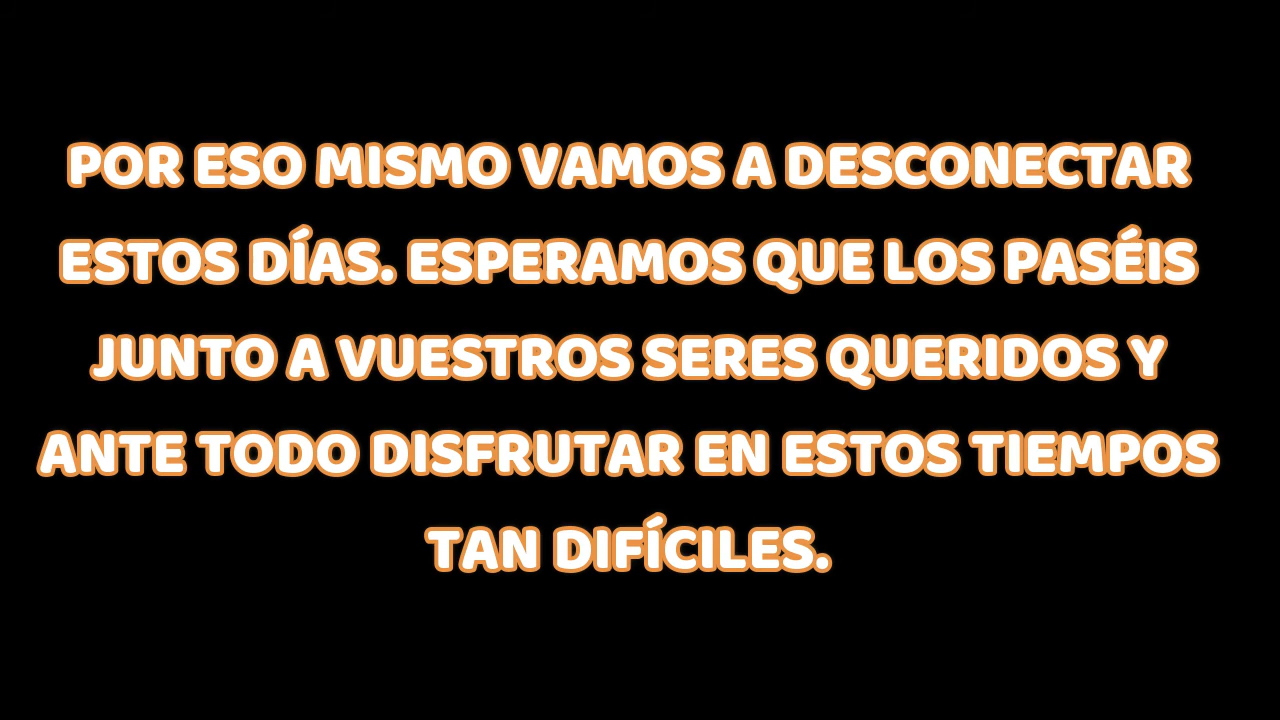 POR ESO MISMO VAMOS A DESCONECTAR
ESTOS DÍAS. ESPERAMOS QUE LOS PASÉIS
JUNTO A VUESTROS SERES QUERIDOS Y
ANTE TODO DISFRUTAR EN ESTOS TIEMPOS
TAN DIFÍCILES.